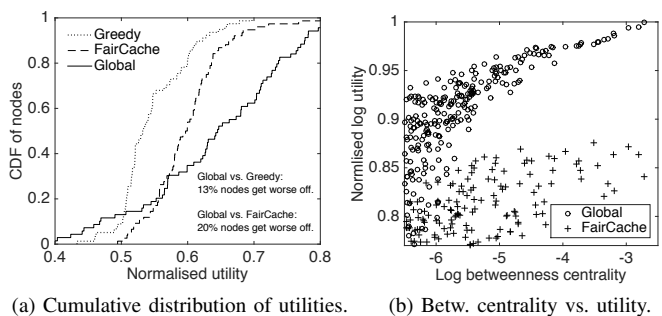 1
0.8
0.6
0.4
0.2
0
CDF of nodes
Greedy
FairCache
Global
Global vs. Greedy:
13% nodes get worse off.
Global vs. FairCache:
20% nodes get worse off.
0.4 0.5 0.6 0.7 0.8
Normalised utility
(a) Cumulative distribution of utilities.
1
0.95
0.9
0.85
0.8
Normlised log utility
Global
FairCache
-6 -5 -4 -3
Log betweenness centrality
(b) Betw. centrality vs. utility.